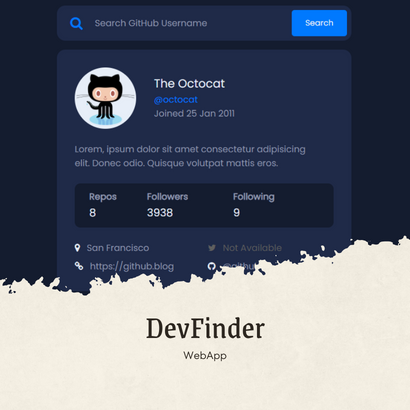 Search GitHub Username
Search
The Octocat
@octocat
Joined 25 Jan 2011
Lorem, ipsum dolor sit amet consectetur adipisicing
elit. Donec odio. Quisque volutpat mattis eros.
Repos Followers Following
8 3938 9
San Francisco Not Available
https://github.blog
DevFinder
WebApp